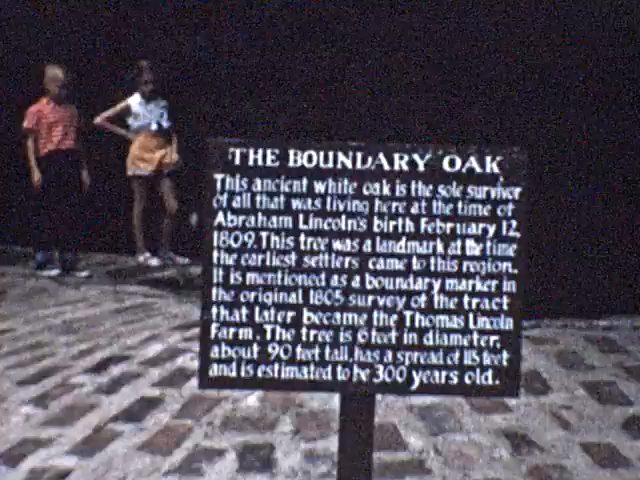 THE BOUNDARY OAK
This ancient white oak is the sole survivor
of all that was living here at the time of
Abraham Lincoln's birth February 12,
1809. This tree was a landmark at the time
the earliest settlers came to this region.
It is mentioned as a boundary marker in
the original 1805 survey of the tract
that later became the Thomas Lincoln
Farm. The tree is 6 feet in diameter,
about 90 feet tall, has a spread of 115 feet
and is estimated to be 300 years old.